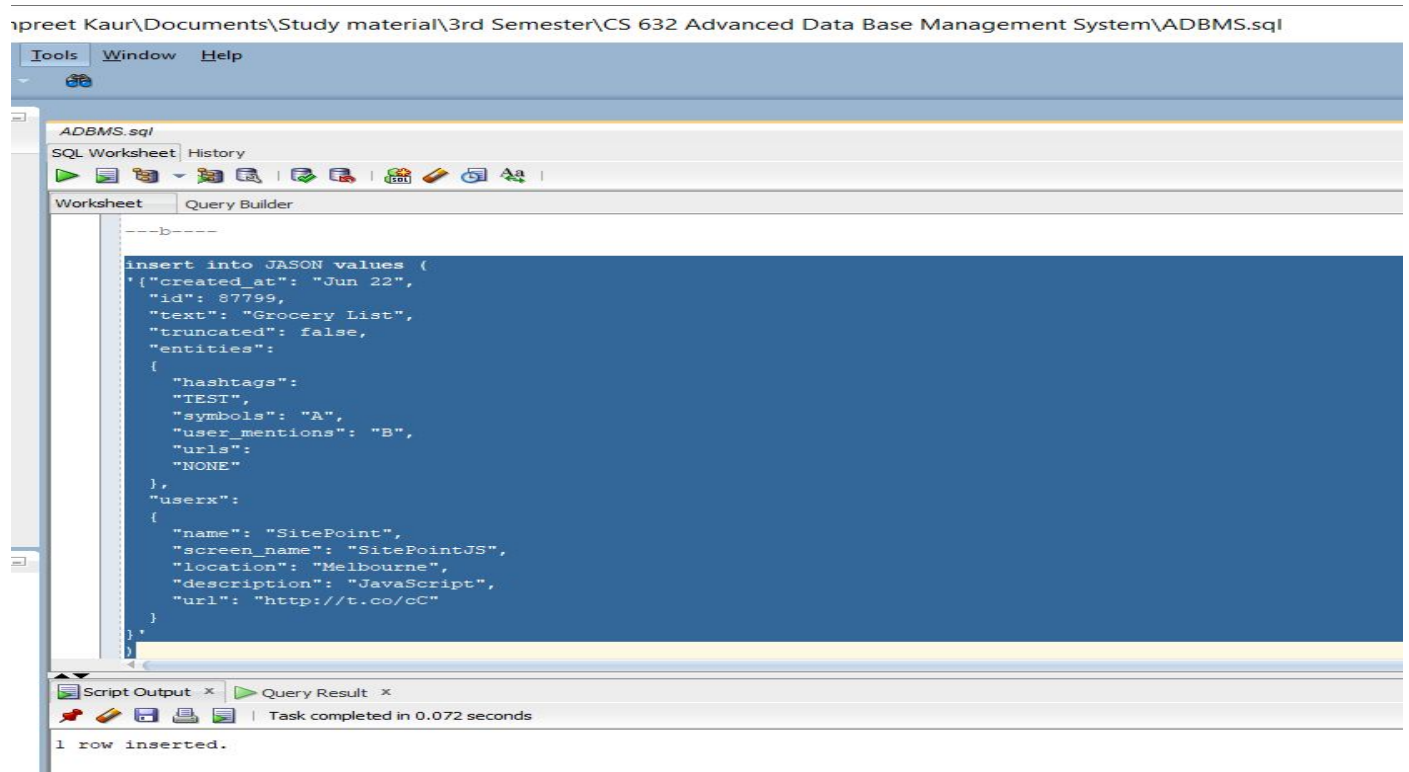 npreet Kaur\Documents\Study material\3rd Semester\CS 632 Advanced Data Base Management System\ADBMS.sql
Tools Window Help
ADBMS.sql
SQL Worksheet History
Worksheet Query Builder
---b----
insert into JASON values (
'{"created_at": "Jun 22",
"id": 87799,
"text": "Grocery List",
"truncated": false,
"entities":
{
"hashtags":
"TEST",
"symbols": "A",
"user_mentions": "B",
"urls":
"NONE"
},
"userx":
{
"name": "SitePoint",
"screen_name": "SitePointJS",
"location": "Melbourne",
"description": "JavaScript",
"url": "http://t.co/cC"
}
}'
)
Script Output × Query Result ×
Task completed in 0.072 seconds
1 row inserted.